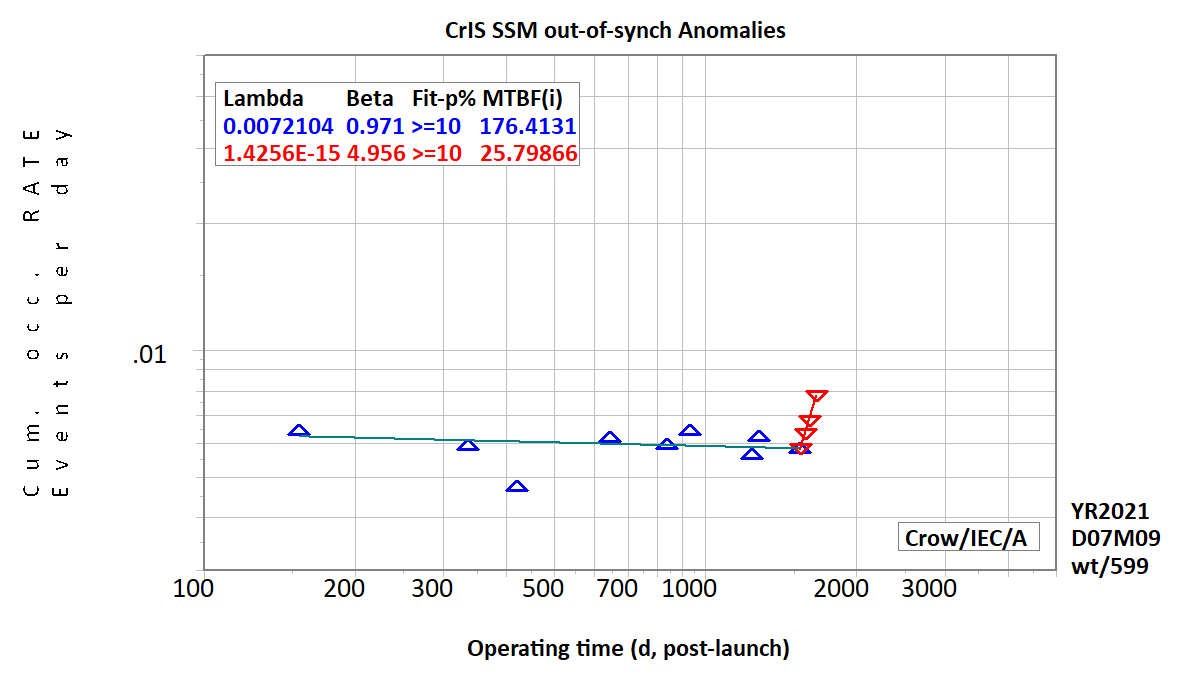 CrIS SSM out-of-synch Anomalies
Lambda Beta Fit-p% MTBF(i)
0.0072104 0.971 >=10 176.4131
1.4256E-15 4.956 >=10 25.79866
Cum. occ. RATE
Events per day
.01
Crow/IEC/A
YR2021
D07M09
wt/599
100 200 300 500 700 1000 2000 3000
Operating time (d, post-launch)